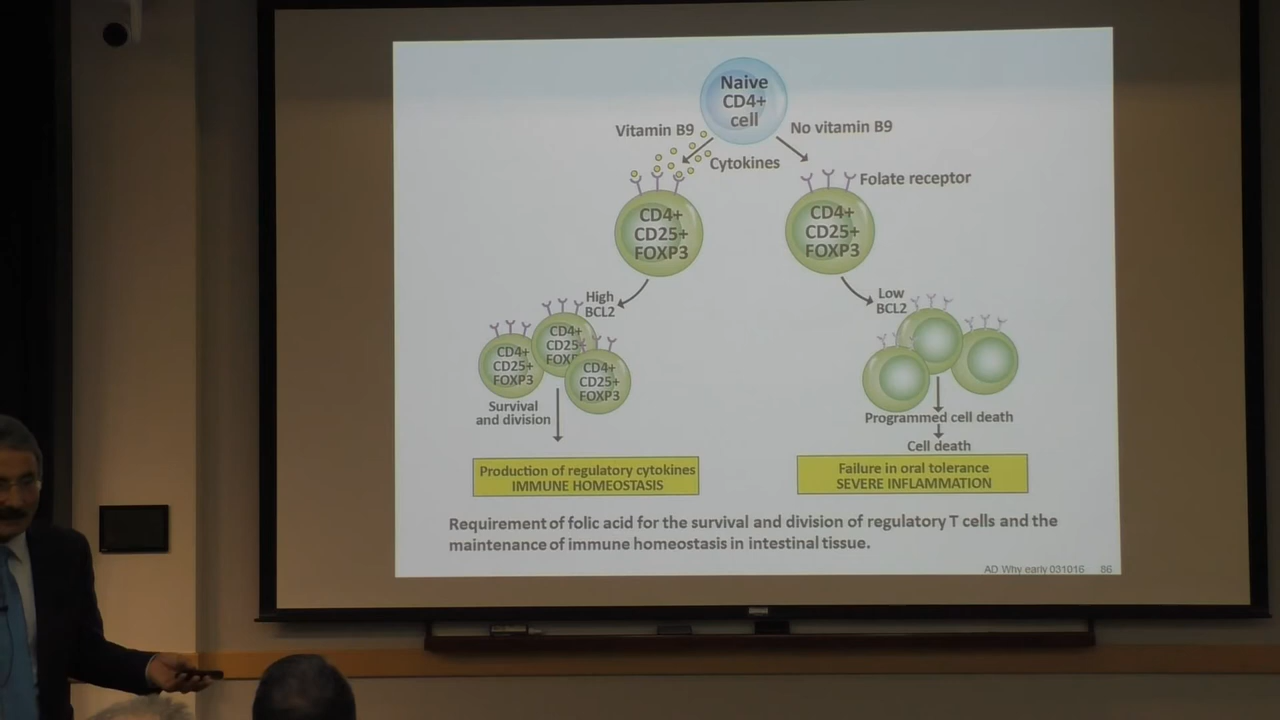 Naive
CD4+
cell
Vitamin B9
No vitamin B9
Cytokines
Folate receptor
CD4+
CD25+
FOXP3
CD4+
CD25+
FOXP3
High
BCL2
Low
BCL2
CD4+
CD25+
FOXP3
CD4+
CD25+
FOXP
CD4+
CD25+
FOXP3
Survival
and division
Programmed cell death
Cell death
Production of regulatory cytokines
IMMUNE HOMEOSTASIS
Failure in oral tolerance
SEVERE INFLAMMATION
Requirement of folic acid for the survival and division of regulatory T cells and the
maintenance of immune homeostasis in intestinal tissue.
AD Why early 031016 86